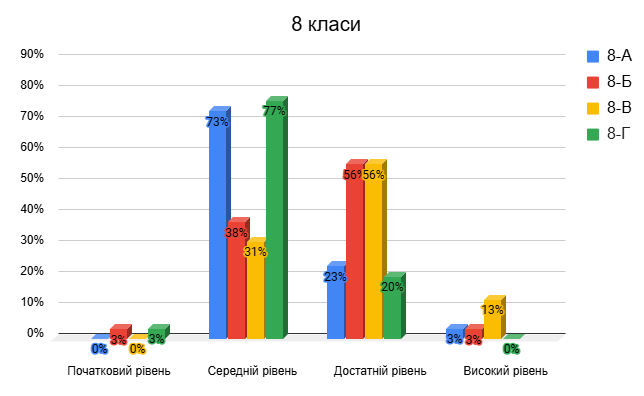 8 класи
90%
80%
70%
60%
50%
40%
30%
20%
10%
0%
0%
3%
0%
3%
73%
38%
31%
77%
23%
56%
56%
20%
3%
3%
13%
0%
Початковий рівень
Середній рівень
Достатній рівень
Високий рівень
8-А
8-Б
8-В
8-Г